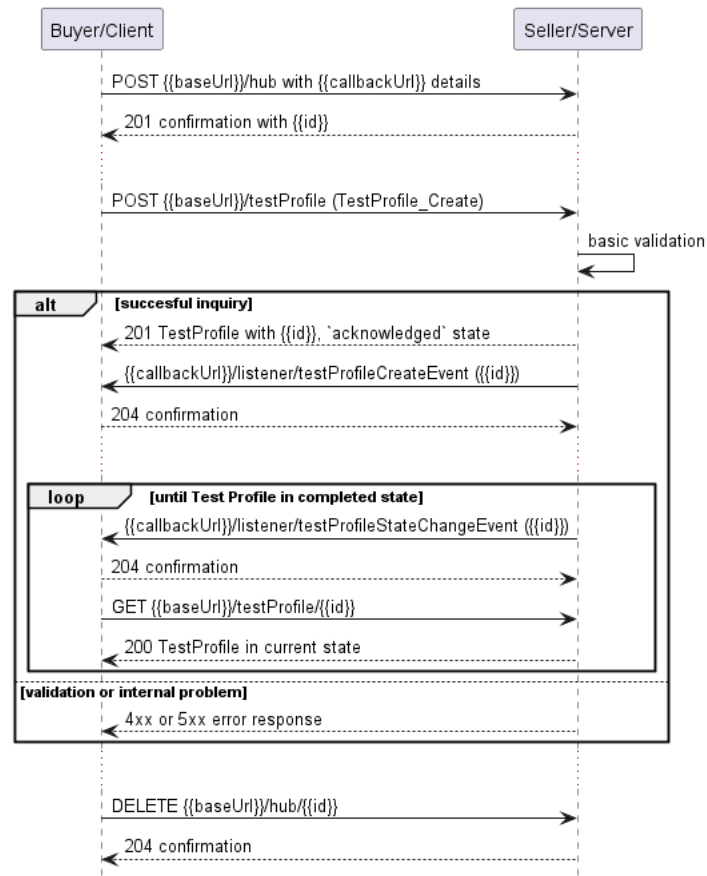 Buyer/Client
Seller/Server
POST {{baseUrl}}/hub with {{callbackUrl}} details
201 confirmation with {{id}}
POST {{baseUrl}}/testProfile (TestProfile_Create)
basic validation
alt [succesful inquiry]
201 TestProfile with {{id}}, `acknowledged` state
{{callbackUrl}}/listener/testProfileCreateEvent ({{id}})
204 confirmation
loop [until Test Profile in completed state]
{{callbackUrl}}/listener/testProfileStateChangeEvent ({{id}})
204 confirmation
GET {{baseUrl}}/testProfile/{{id}}
200 TestProfile in current state
[validation or internal problem]
4xx or 5xx error response
DELETE {{baseUrl}}/hub/{{id}}
204 confirmation